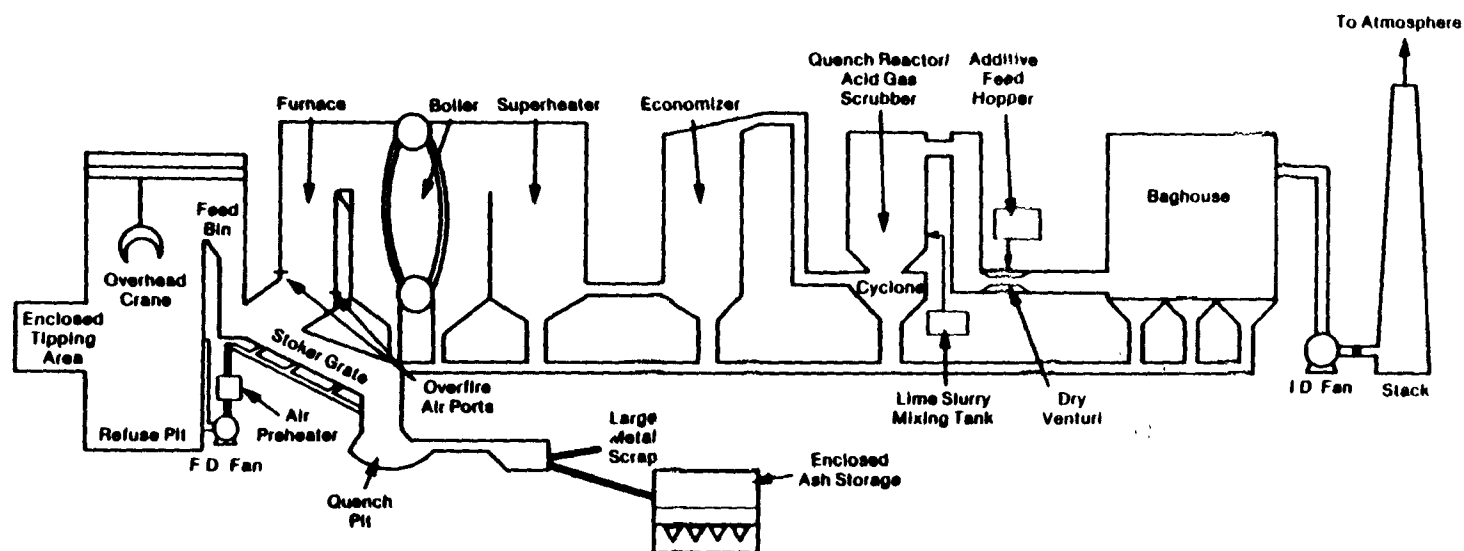 To Atmosphere
Quench Reactor/
Acid Gas
Scrubber
Additive
Feed
Hopper
Furnace
Boiler
Superheater
Economizer
Feed
Bin
Baghouse
Overhead
Crane
Cyclone
Enclosed
Tipping
Area
Stoker Grate
Overfire
Air Ports
Lime Slurry
Mixing Tank
Dry
Venturi
I D Fan
Stack
Air
Preheater
Refuse Pit
F D Fan
Large
Metal
Scrap
Enclosed
Ash Storage
Quench
Pit